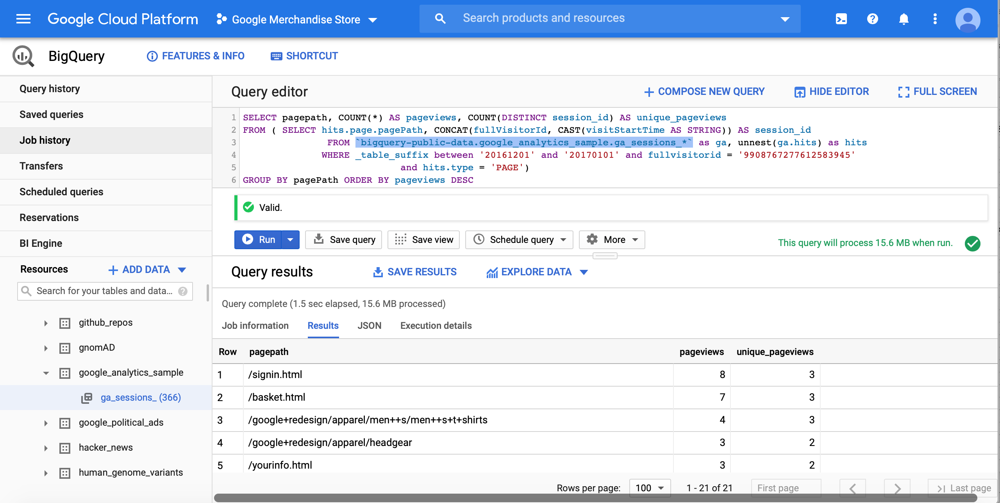 Google Cloud Platform
Google Merchandise Store
Search products and resources
BigQuery
FEATURES & INFO
SHORTCUT
Query history
Saved queries
Job history
Transfers
Scheduled queries
Reservations
BI Engine
Resources
ADD DATA
Search for your tables and data...
github_repos
gnomAD
google_analytics_sample
ga_sessions_ (366)
google_political_ads
hacker_news
human_genome_variants
Query editor
COMPOSE NEW QUERY
HIDE EDITOR
FULL SCREEN
1 SELECT pagepath, COUNT(*) AS pageviews, COUNT(DISTINCT session_id) AS unique_pageviews
2 FROM ( SELECT hits.page.pagePath, CONCAT(fullVisitorId, CAST(visitStartTime AS STRING)) AS session_id
3 FROM `bigquery-public-data.google_analytics_sample.ga_sessions_*` as ga, unnest(ga.hits) as hits
4 WHERE _table_suffix between '20161201' and '20170101' and fullvisitorid = '9908767277612583945'
5 and hits.type = 'PAGE')
6 GROUP BY pagePath ORDER BY pageviews DESC
Valid.
Run
Save query
Save view
Schedule query
More
This query will process 15.6 MB when run.
Query results
SAVE RESULTS
EXPLORE DATA
Query complete (1.5 sec elapsed, 15.6 MB processed)
Job information
Results
JSON
Execution details
Row pagepath pageviews unique_pageviews
1 /signin.html 8 3
2 /basket.html 7 3
3 /google+redesign/apparel/men++s/men++s+t+shirts 4 3
4 /google+redesign/apparel/headgear 3 2
5 /yourinfo.html 3 2
Rows per page: 100 1 - 21 of 21 First page Last page